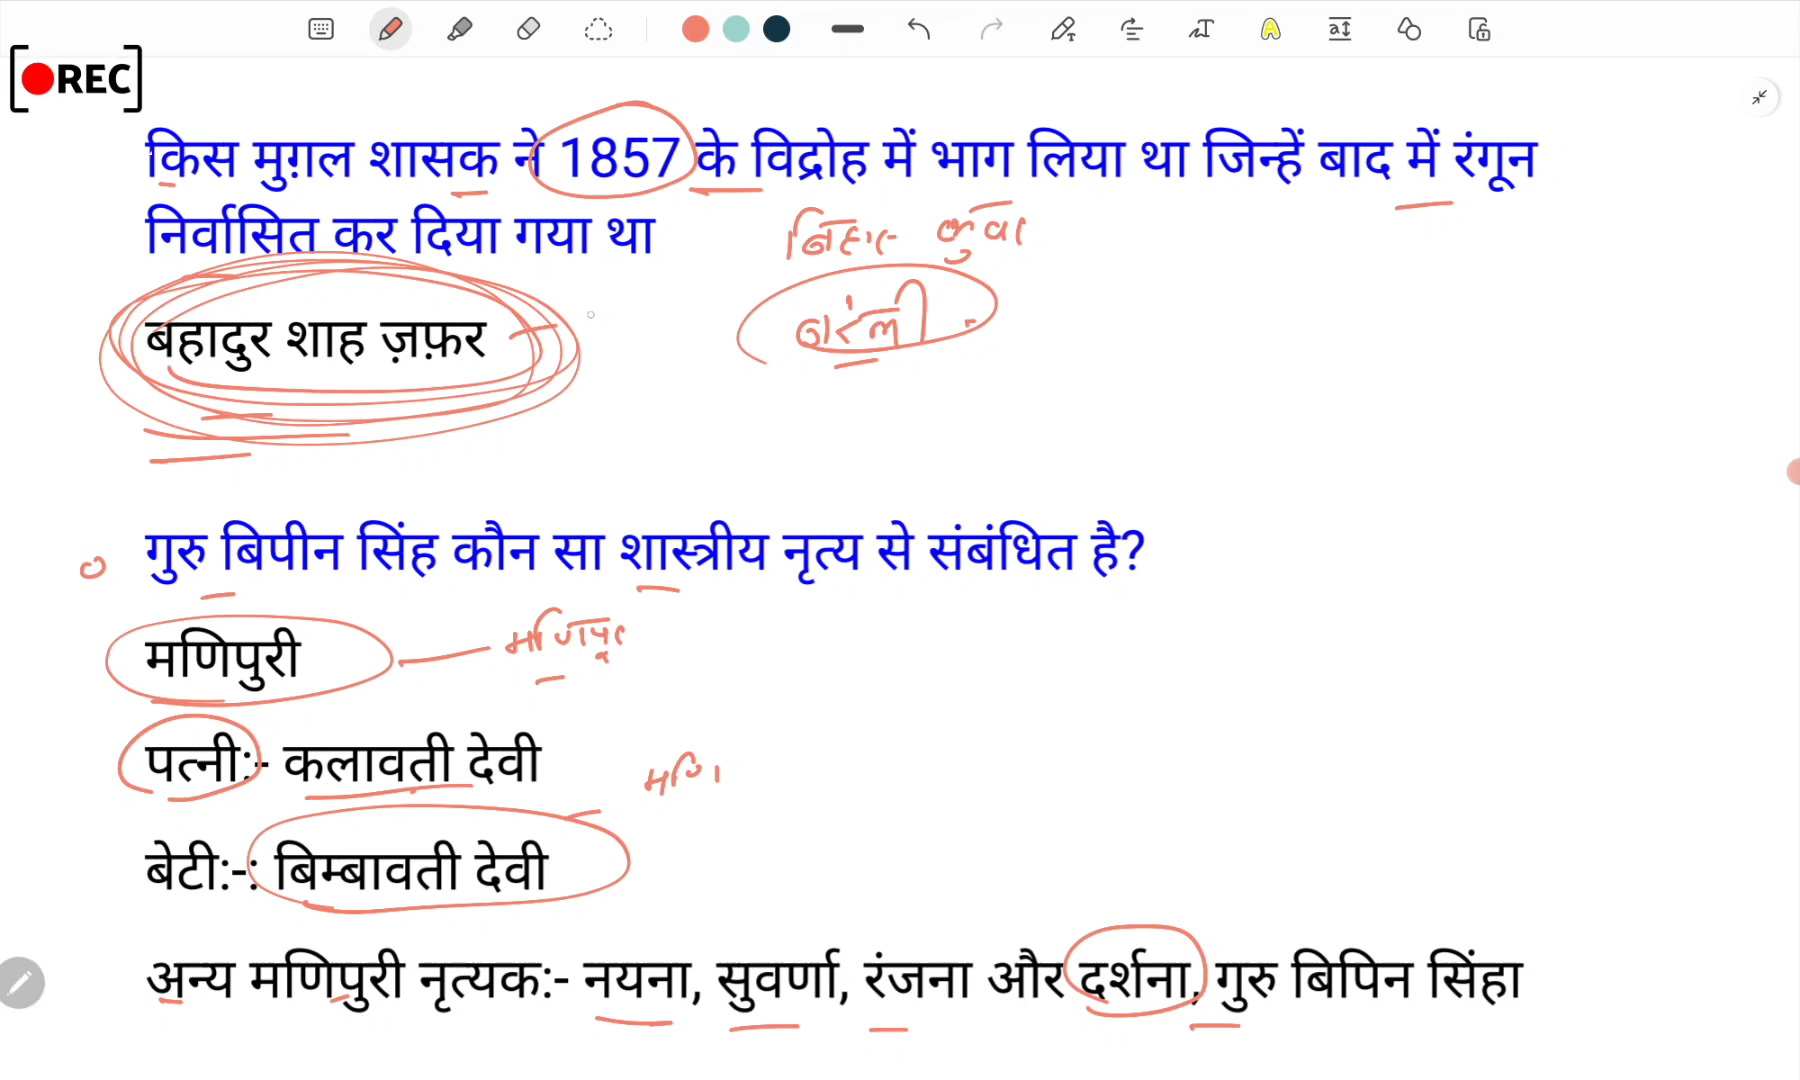 REC
किस मुग़ल शासक ने 1857 के विद्रोह में भाग लिया था जिन्हें बाद में रंगून
निर्वासित कर दिया गया था
बहादुर शाह ज़फ़र
गुरु बिपीन सिंह कौन सा शास्त्रीय नृत्य से संबंधित है?
मणिपुरी
मणिपुर
पत्नी:- कलावती देवी
बेटी:-: बिम्बावती देवी
अन्य मणिपुरी नृत्यक:- नयना, सुवर्णा, रंजना और दर्शना, गुरु बिपिन सिंहा